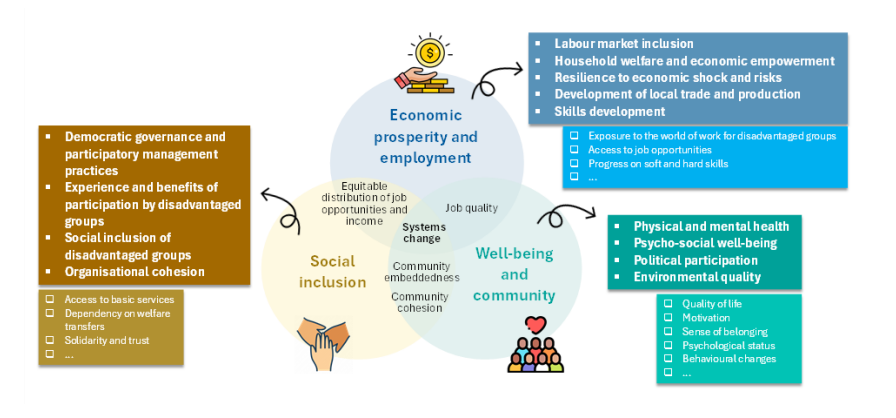 ▪ Labour market inclusion
▪ Household welfare and economic empowerment
▪ Resilience to economic shock and risks
▪ Development of local trade and production
▪ Skills development
❑ Exposure to the world of work for disadvantaged groups
❑ Access to job opportunities
❑ Progress on soft and hard skills
❑ ...
Economic
prosperity and
employment
▪ Democratic governance and
participatory management
practices
▪ Experience and benefits of
participation by disadvantaged
groups
▪ Social inclusion of
disadvantaged groups
▪ Organisational cohesion
❑ Access to basic services
❑ Dependency on welfare
transfers
❑ Solidarity and trust
❑ ...
Equitable
distribution of job
opportunities and
income
Job quality
Systems
change
Social
inclusion
Community
embeddedness
Community
cohesion
Well-being
and
community
▪ Physical and mental health
▪ Psycho-social well-being
▪ Political participation
▪ Environmental quality
❑ Quality of life
❑ Motivation
❑ Sense of belonging
❑ Psychological status
❑ Behavioural changes
❑ ...